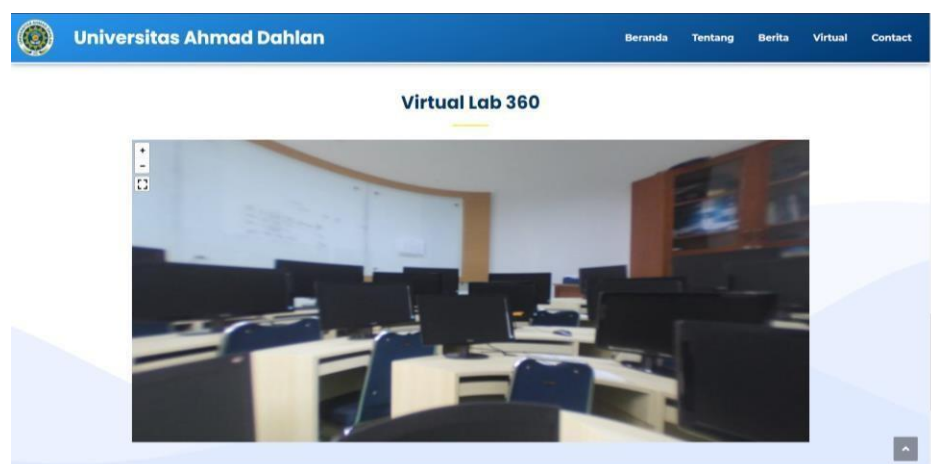 Universitas Ahmad Dahlan
Beranda Tentang Berita Virtual Contact
Virtual Lab 360
+
-